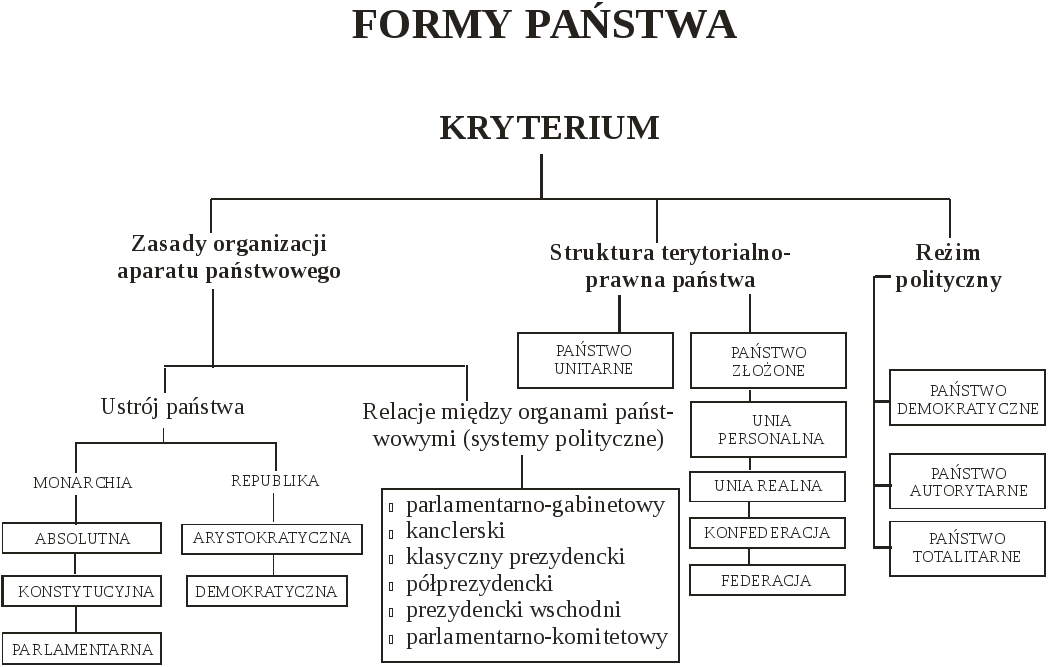 FORMY PAŃSTWA
KRYTERIUM
Zasady organizacji
aparatu państwowego
Struktura terytorialno-
prawna państwa
Reżim
polityczny
PAŃSTWO
UNITARNE
PAŃSTWO
ZŁOŻONE
Ustrój państwa
Relacje między organami państ-
wowymi (systemy polityczne)
UNIA
PERSONALNA
PAŃSTWO
DEMOKRATYCZNE
MONARCHIA
REPUBLIKA
UNIA REALNA
PAŃSTWO
AUTORYTARNE
ABSOLUTNA
ARYSTOKRATYCZNA
KONFEDERACJA
PAŃSTWO
TOTALITARNE
KONSTYTUCYJNA
DEMOKRATYCZNA
FEDERACJA
PARLAMENTARNA
parlamentarno-gabinetowy
kanclerski
klasyczny prezydencki
półprezydencki
prezydencki wschodni
parlamentarno-komitetowy